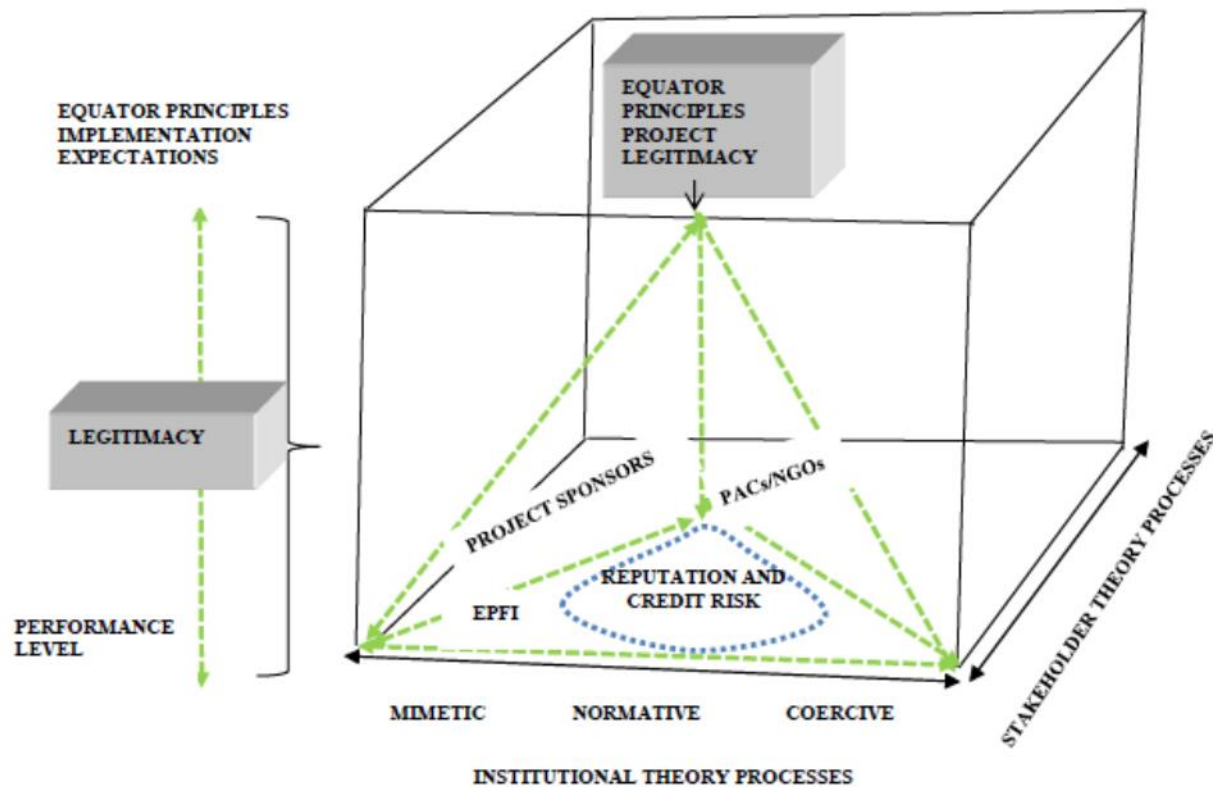 EQUATOR PRINCIPLES
IMPLEMENTATION
EXPECTATIONS
EQUATOR
PRINCIPLES
PROJECT
LEGITIMACY
LEGITIMACY
PROJECT SPONSORS
PACs/NGOs
REPUTATION AND
CREDIT RISK
EPFI
PERFORMANCE
LEVEL
STAKEHOLDER THEORY PROCESSES
MIMETIC
NORMATIVE
COERCIVE
INSTITUTIONAL THEORY PROCESSES